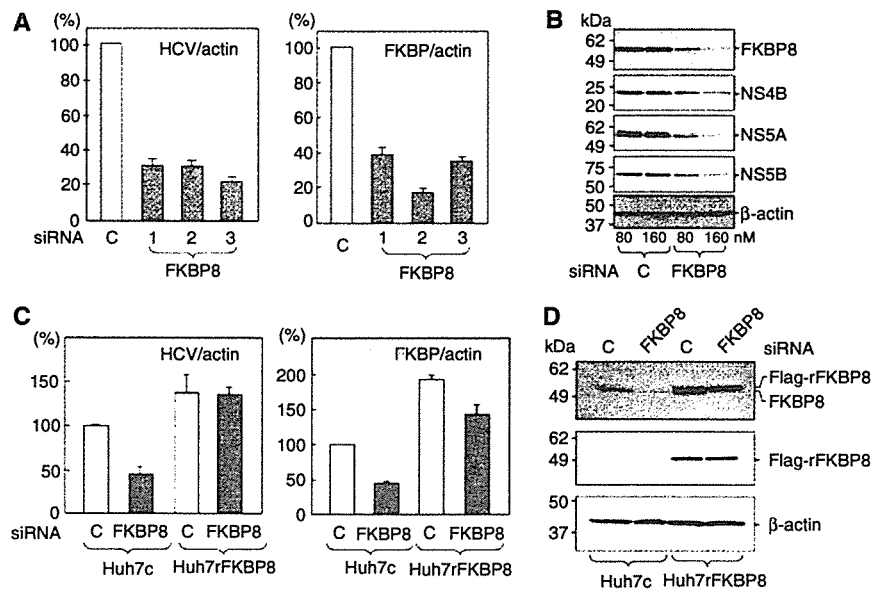 A
(%)
HCV/actin
100
80
60
40
20
0
siRNA
C
1 2 3
FKBP8
(%)
FKBP/actin
100
80
60
40
20
0
C
1 2 3
FKBP8
B
kDa
62
49
FKBP8
25
20
NS4B
62
49
NS5A
75
50
NS5B
50
37
β-actin
80 160 80 160 nM
siRNA C FKBP8
C
(%)
HCV/actin
150
100
50
0
siRNA
C FKBP8 C FKBP8
Huh7c Huh7rFKBP8
(%)
FKBP/actin
200
150
100
50
0
C FKBP8 C FKBP8
Huh7c Huh7rFKBP8
D
kDa
C FKBP8 C FKBP8 siRNA
62
49
Flag-rFKBP8
FKBP8
62
49
Flag-rFKBP8
50
37
β-actin
Huh7c Huh7rFKBP8